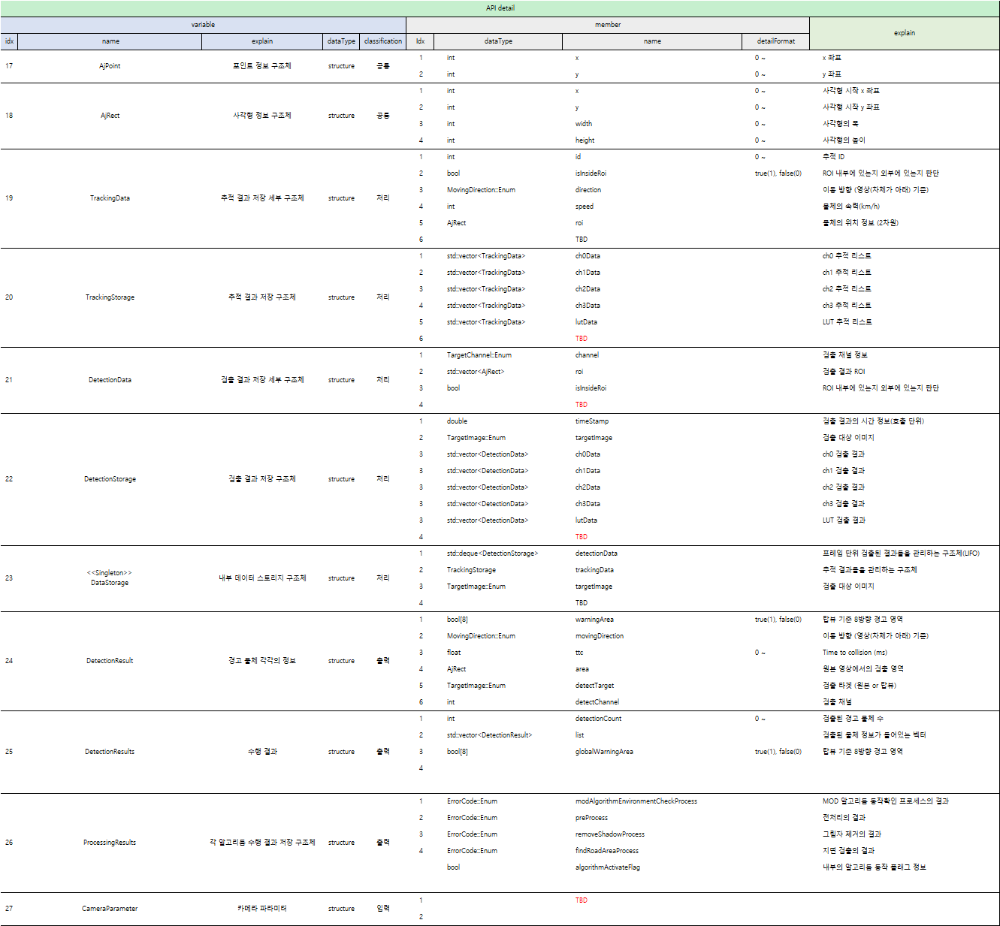 API detail
variable member explain
idx name explain dataType classification Idx dataType name detailFormat
17 AjPoint 포인트 정보 구조체 structure 공통
1 int x 0 ~ x 좌표
2 int y 0 ~ y 좌표
18 AjRect 사각형 정보 구조체 structure 공통
1 int x 0 ~ 사각형 시작 x 좌표
2 int y 0 ~ 사각형 시작 y 좌표
3 int width 0 ~ 사각형의 폭
4 int height 0 ~ 사각형의 높이
19 TrackingData 추적 결과 저장 세부 구조체 structure 처리
1 int id 0 ~ 추적 ID
2 bool isInsideRoi true(1), false(0) ROI 내부에 있는지 외부에 있는지 판단
3 MovingDirection::Enum direction 이동 방향 (영상(차체가 아래) 기준)
4 int speed 물체의 속력(km/h)
5 AjRect roi 물체의 위치 정보 (2차원)
6 TBD
20 TrackingStorage 추적 결과 저장 구조체 structure 처리
1 std::vector<TrackingData> ch0Data ch0 추적 리스트
2 std::vector<TrackingData> ch1Data ch1 추적 리스트
3 std::vector<TrackingData> ch2Data ch2 추적 리스트
4 std::vector<TrackingData> ch3Data ch3 추적 리스트
5 std::vector<TrackingData> lutData LUT 추적 리스트
6 TBD
21 DetectionData 검출 결과 저장 세부 구조체 structure 처리
1 TargetChannel::Enum channel 검출 채널 정보
2 std::vector<AjRect> roi 검출 결과 ROI
3 bool isInsideRoi ROI 내부에 있는지 외부에 있는지 판단
4 TBD
22 DetectionStorage 검출 결과 저장 구조체 structure 처리
1 double timeStamp 검출 결과의 시간 정보(호출 단위)
2 TargetImage::Enum targetImage 검출 대상 이미지
3 std::vector<DetectionData> ch0Data ch0 검출 결과
3 std::vector<DetectionData> ch1Data ch1 검출 결과
3 std::vector<DetectionData> ch2Data ch2 검출 결과
3 std::vector<DetectionData> ch3Data ch3 검출 결과
3 std::vector<DetectionData> lutData LUT 검출 결과
4 TBD
23 <<Singleton>>
DataStorage 내부 데이터 스토리지 구조체 structure 처리
1 std::deque<DetectionStorage> detectionData 프레임 단위 검출된 결과들을 관리하는 구조체(LIFO)
2 TrackingStorage trackingData 추적 결과들을 관리하는 구조체
3 TargetImage::Enum targetImage 검출 대상 이미지
4 TBD
24 DetectionResult 경고 물체 각각의 정보 structure 출력
1 bool[8] warningArea true(1), false(0) 탑뷰 기준 8방향 경고 영역
2 MovingDirection::Enum movingDirection 이동 방향 (영상(차체가 아래) 기준)
3 float ttc 0 ~ Time to collision (ms)
4 AjRect area 원본 영상에서의 검출 영역
5 TargetImage::Enum detectTarget 검출 타겟 (원본 or 탑뷰)
6 int detectChannel 검출 채널
25 DetectionResults 수행 결과 structure 출력
1 int detectionCount 0 ~ 검출된 경고 물체 수
2 std::vector<DetectionResult> list 검출된 물체 정보가 들어있는 벡터
3 bool[8] globalWarningArea true(1), false(0) 탑뷰 기준 8방향 경고 영역
4
26 ProcessingResults 각 알고리듬 수행 결과 저장 구조체 structure 출력
1 ErrorCode::Enum modAlgorithmEnvironmentCheckProcess MOD 알고리듬 동작확인 프로세스의 결과
2 ErrorCode::Enum preProcess 전처리의 결과
3 ErrorCode::Enum removeShadowProcess 그림자 제거의 결과
4 ErrorCode::Enum findRoadAreaProcess 지면 검출의 결과
bool algorithmActivateFlag 내부의 알고리듬 동작 플래그 정보
27 CameraParameter 카메라 파라미터 structure 입력
1 TBD
2